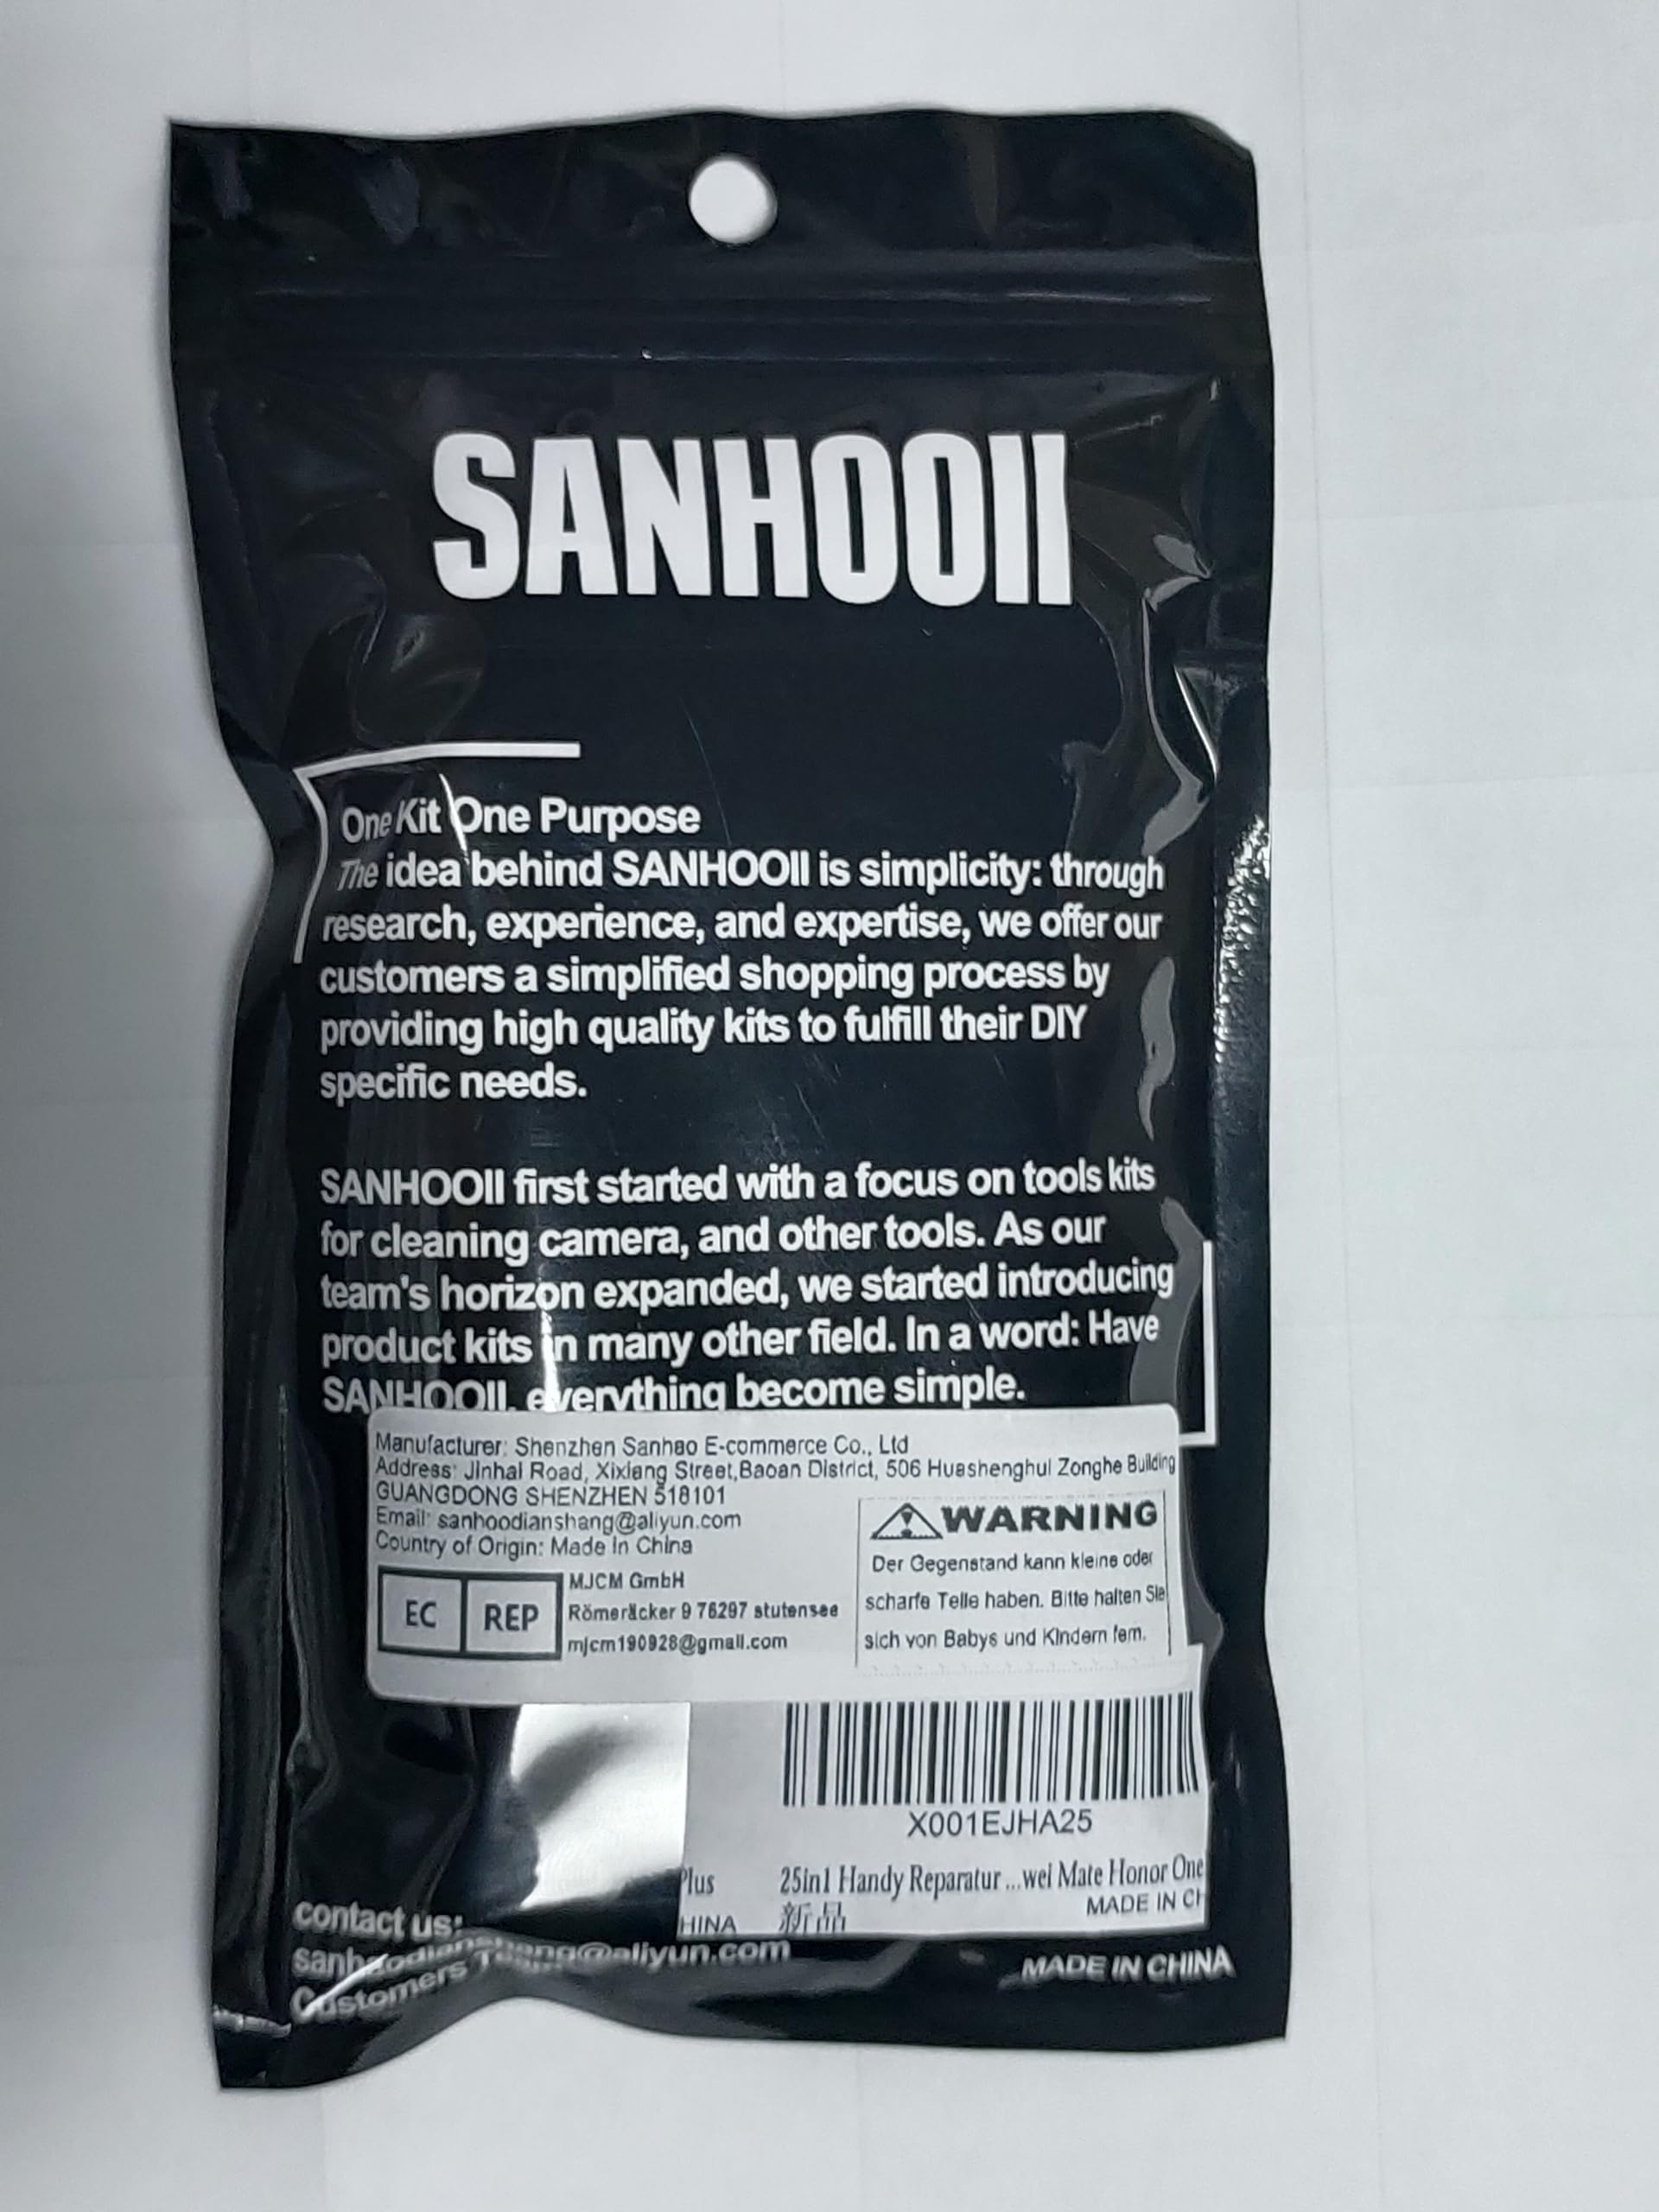 SANHOOII
One Kit One Purpose
The idea behind SANHOOII is simplicity: through
research, experience, and expertise, we offer our
customers a simplified shopping process by
providing high quality kits to fulfill their DIY
specific needs.
SANHOOII first started with a focus on tools kits
for cleaning camera, and other tools. As our
team's horizon expanded, we started introducing
product kits in many other field. In a word: Have
SANHOOII, everything become simple.
Manufacturer: Shenzhen Sanhao E-commerce Co., Ltd
Address: Jinhai Road, Xixiang Street,Baoan District, 506 Huashenghui Zonghe Building
GUANGDONG SHENZHEN 518101
Email: sanhoodianshang@aliyun.com
Country of Origin: Made in China
EC REP
MJCM GmbH
Römeräcker 9 76297 stutensee
mjcm190928@gmail.com
WARNING
Der Gegenstand kann kleine oder
scharfe Teile haben. Bitte halten Sie
sich von Babys und Kindern fern.
X001EJHA25
Plus 25in1 Handy Reparatur ...wei Mate Honor One
HINA 新品 MADE IN CH
contact us:
sanhoodianshang@aliyun.com
Customers
MADE IN CHINA